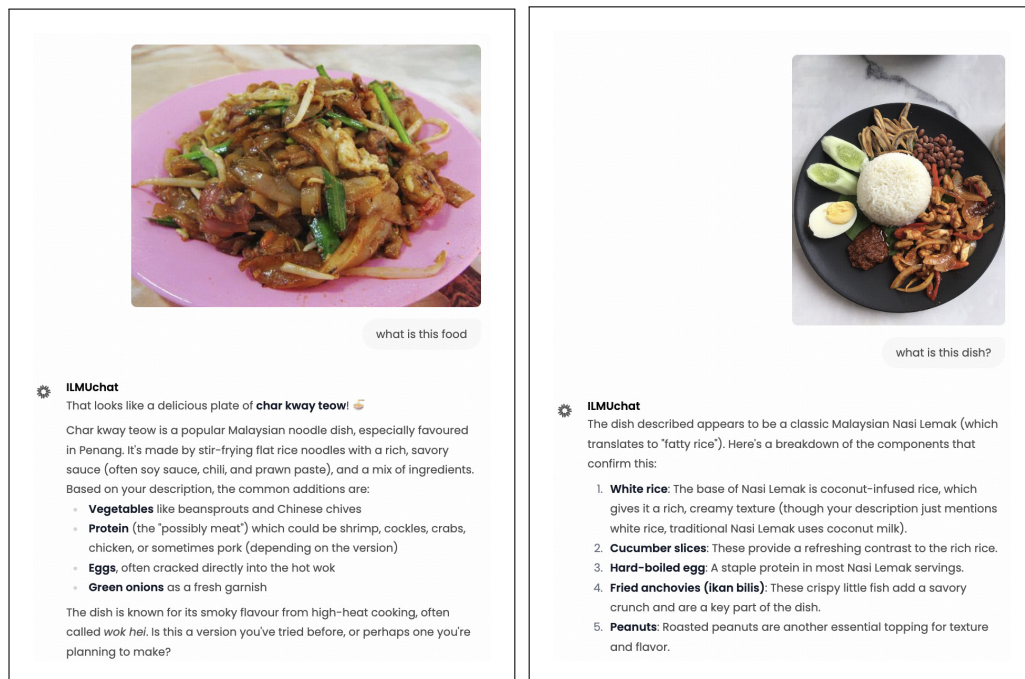 what is this food
ILMUchat
That looks like a delicious plate of char kway teow! 🍜
Char kway teow is a popular Malaysian noodle dish, especially favoured
in Penang. It's made by stir-frying flat rice noodles with a rich, savory
sauce (often soy sauce, chili, and prawn paste), and a mix of ingredients.
Based on your description, the common additions are:
Vegetables like beansprouts and Chinese chives
Protein (the "possibly meat") which could be shrimp, cockles, crabs,
chicken, or sometimes pork (depending on the version)
Eggs, often cracked directly into the hot wok
Green onions as a fresh garnish
The dish is known for its smoky flavour from high-heat cooking, often
called wok hei. Is this a version you've tried before, or perhaps one you're
planning to make?
what is this dish?
ILMUchat
The dish described appears to be a classic Malaysian Nasi Lemak (which
translates to "fatty rice"). Here's a breakdown of the components that
confirm this:
1. White rice: The base of Nasi Lemak is coconut-infused rice, which
gives it a rich, creamy texture (though your description just mentions
white rice, traditional Nasi Lemak uses coconut milk).
2. Cucumber slices: These provide a refreshing contrast to the rich rice.
3. Hard-boiled egg: A staple protein in most Nasi Lemak servings.
4. Fried anchovies (ikan bilis): These crispy little fish add a savory
crunch and are a key part of the dish.
5. Peanuts: Roasted peanuts are another essential topping for texture
and flavor.